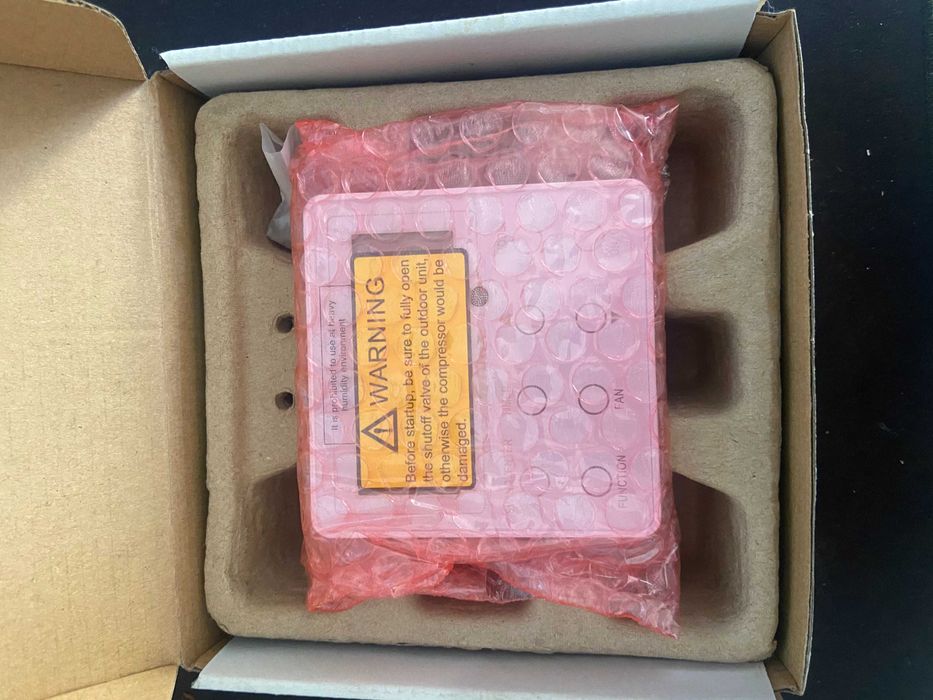 It is prohibited to use at heavy
humidity environment
WARNING
Before startup, be sure to fully open
the shutoff valve of the outdoor unit,
otherwise the compressor would be
damaged.
FAN
FUNCTION